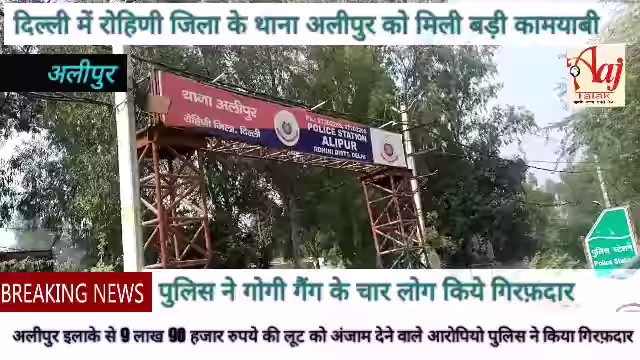 दिल्ली में रोहिणी जिला के थाना अलीपुर को मिली बड़ी कामयाबी
Aaj
Talak
अलीपुर
थाना अलीपुर
रोहिणी जिला, दिल्ली
POLICE STATION
ALIPUR
ROHINI DISTT. DELHI
पुलिस स्टेशन
Police Station
BREAKING NEWS
पुलिस ने गोगी गैंग के चार लोग किये गिरफ़दार
अलीपुर इलाके से 9 लाख 90 हजार रुपये की लूट को अंजाम देने वाले आरोपियो पुलिस ने किया गिरफ़दार